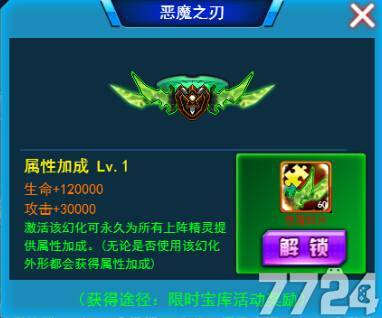 恶魔之刃
属性加成 Lv.1
生命+120000
攻击+30000
激活该幻化可永久为所有上阵精灵提
供属性加成。(无论是否使用该幻化
外形都会获得属性加成)
60
解锁
(获得途径:限时宝库活动奖励)
7724